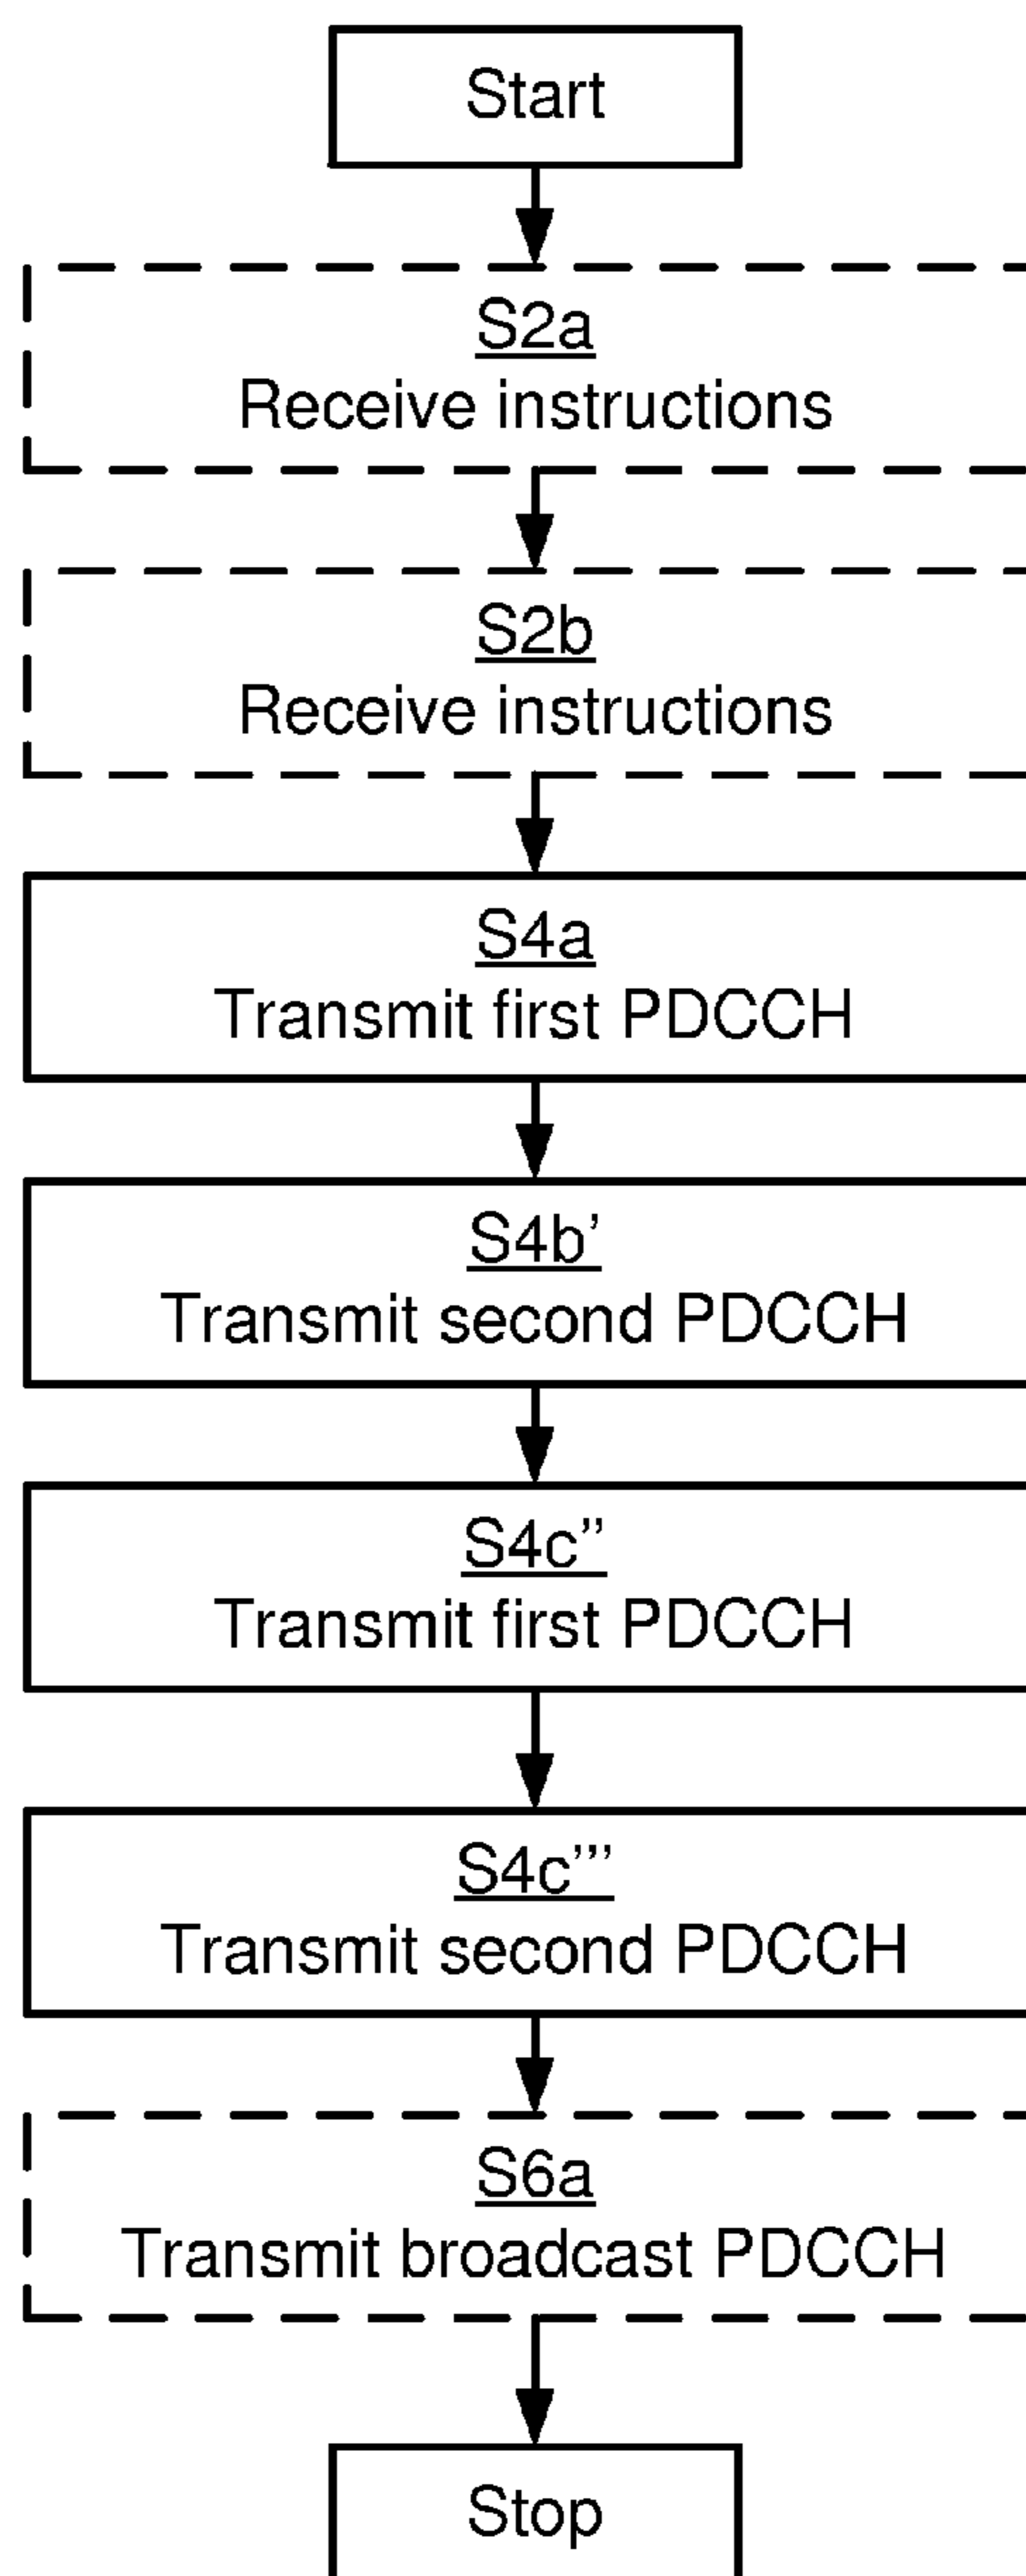 Start
S2a
Receive instructions
S2b
Receive instructions
S4a
Transmit first PDCCH
S4b’
Transmit second PDCCH
S4c’’
Transmit first PDCCH
S4c’’’
Transmit second PDCCH
S6a
Transmit broadcast PDCCH
Stop